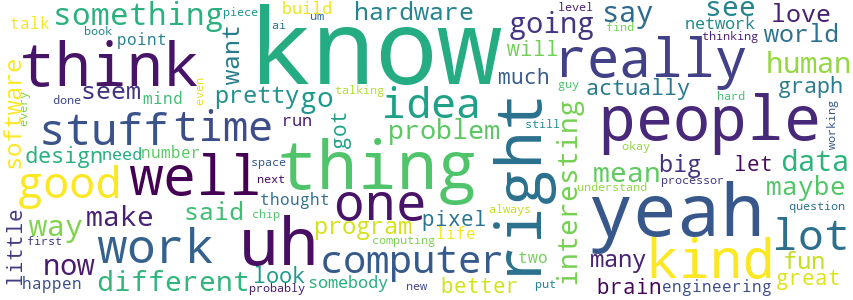 talk
something
book
point
piece
um
ai
build
hardware
level
find
going
say
see
network
thinking
love
world
want
know
will
think
seem
mind
even
pretty
go
talking
much
really
guy
hard
actually
human
graph
software
every
done
stuff
time
run
got
idea
problem
still
right
interesting
people
okay
working
design
need
number
space
next
thing
mean
big
let
data
understand
processor
maybe
good
well
thought
chip
one
pixel
always
yeah
question
little
way
make
said
program
life
lot
first
now
work
uh
computer
computing
two
many
kind
fun
happen
different
look
probably
somebody
new
better
put
brain
engineering
great